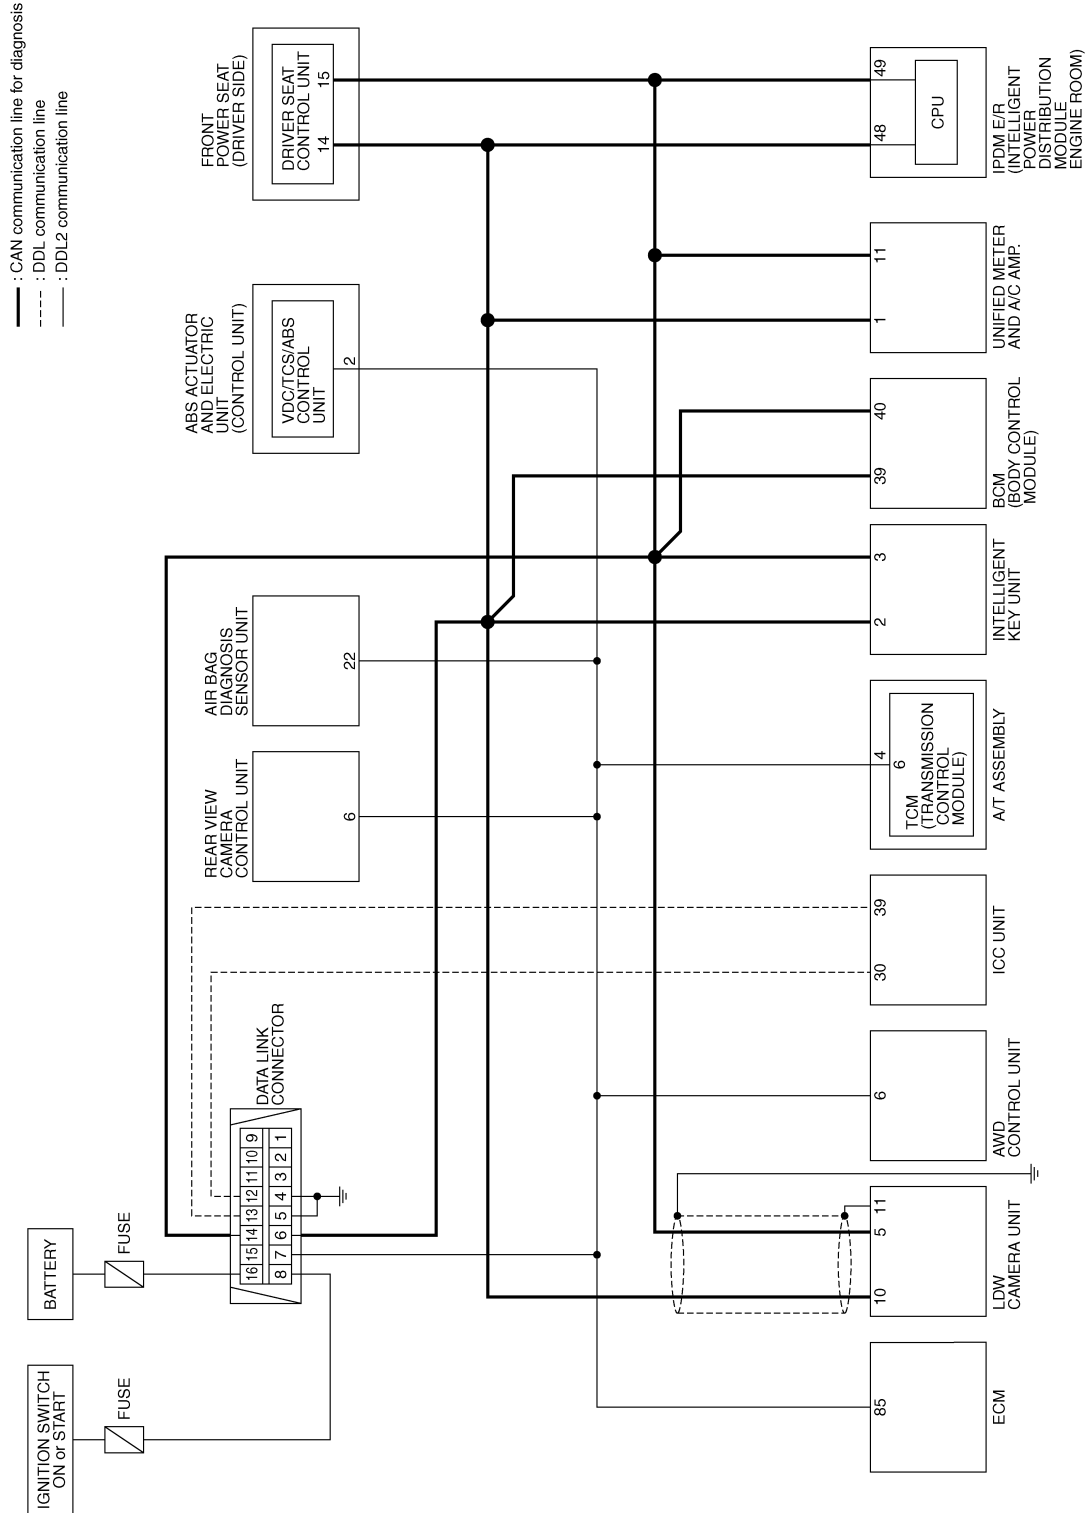 : CAN communication line for diagnosis
: DDL communication line
: DDL2 communication line
IGNITION SWITCH
ON or START
FUSE
BATTERY
FUSE
DATA LINK
CONNECTOR
16 15 14 13 12 11 10 9
8 7 6 5 4 3 2 1
REAR VIEW
CAMERA
CONTROL UNIT
6
AIR BAG
DIAGNOSIS
SENSOR UNIT
22
ABS ACTUATOR
AND ELECTRIC
UNIT
(CONTROL UNIT)
VDC/TCS/ABS
CONTROL
UNIT
2
FRONT
POWER SEAT
(DRIVER SIDE)
DRIVER SEAT
CONTROL UNIT
14 15
85
ECM
10 5 11
LDW
CAMERA UNIT
6
AWD
CONTROL UNIT
30 39
ICC UNIT
4
6
TCM
(TRANSMISSION
CONTROL
MODULE)
A/T ASSEMBLY
2 3
INTELLIGENT
KEY UNIT
39 40
BCM
(BODY CONTROL
MODULE)
1 11
UNIFIED METER
AND A/C AMP.
48 49
CPU
IPDM E/R
(INTELLIGENT
POWER
DISTRIBUTION
MODULE
ENGINE ROOM)